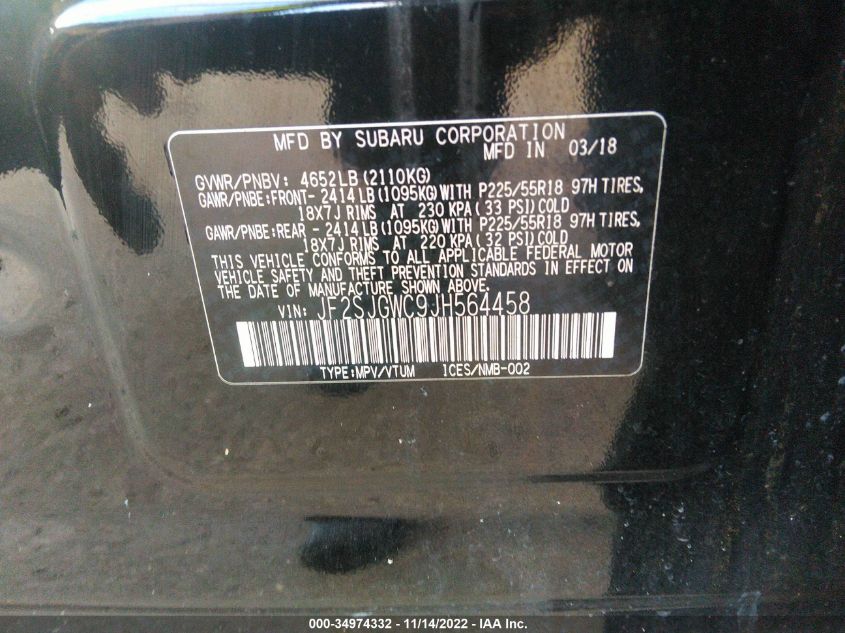 MFD BY SUBARU CORPORATION
MFD IN 03/18
GVWR/PNBV: 4652LB(2110KG)
GAWR/PNBE:FRONT- 2414LB(1095KG)WITH P225/55R18 97H TIRES,
18X7J RIMS AT 230 KPA(33 PSI)COLD
GAWR/PNBE:REAR - 2414LB(1095KG)WITH P225/55R18 97H TIRES,
18X7J RIMS AT 220 KPA(32 PSI)COLD
THIS VEHICLE CONFORMS TO ALL APPLICABLE FEDERAL MOTOR
VEHICLE SAFETY AND THEFT PREVENTION STANDARDS IN EFFECT ON
THE DATE OF MANUFACTURE SHOWN ABOVE.
VIN: JF2SJGWC9JH564458
TYPE:MPV/VTUM ICES/NMB-002
000-34974332 - 11/14/2022 - IAA Inc.